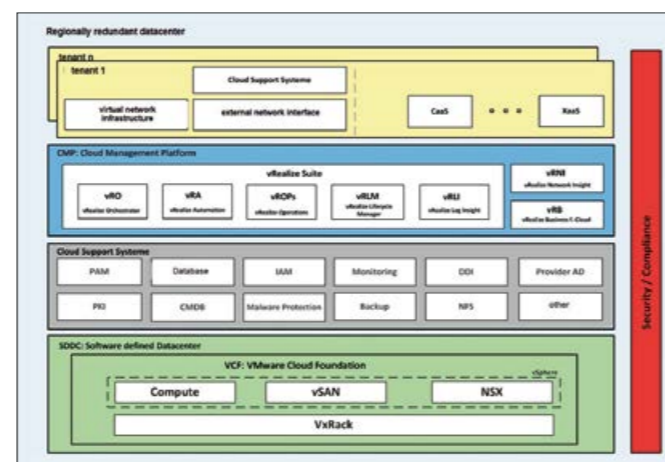 Regionally redundant datacenter
tenant n
tenant 1
Cloud Support Systeme
virtual network
infrastructure
external network interface
CaaS
XaaS
CMP: Cloud Management Platform
vRealize Suite
vRO
vRealize Orchestrator
vRA
vRealize Automation
vROPs
vRealize Operations
vRLM
vRealize Lifecycle
Manager
vRLI
vRealize Log Insight
vRNI
vRealize Network Insight
vRB
vRealize Business f. Cloud
Cloud Support Systeme
PAM
Database
IAM
Monitoring
DDI
Provider AD
PKI
CMDB
Malware Protection
Backup
NFS
other
SDDC: Software defined Datacenter
VCF: VMware Cloud Foundation
vSphere
Compute
vSAN
NSX
VxRack
Security / Compliance